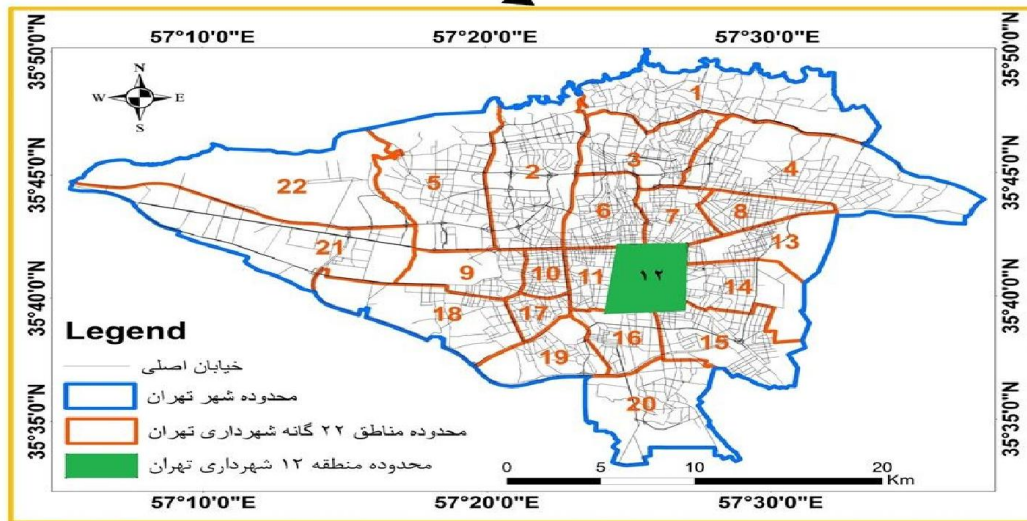 57°10'0"E 57°20'0"E 57°30'0"E
35°50'0"N 35°50'0"N
N
W E
S
1
2 3 4
35°45'0"N 35°45'0"N
22 5
6 7 8
21 13
9 10 11 ۱۲ 14
35°40'0"N 35°40'0"N
18 17
16 15
19
20
35°35'0"N 35°35'0"N
Legend
خیابان اصلی
محدوده شهر تهران
محدوده مناطق ۲۲ گانه شهرداری تهران
محدوده منطقه ۱۲ شهرداری تهران
0 5 10 20
Km
57°10'0"E 57°20'0"E 57°30'0"E